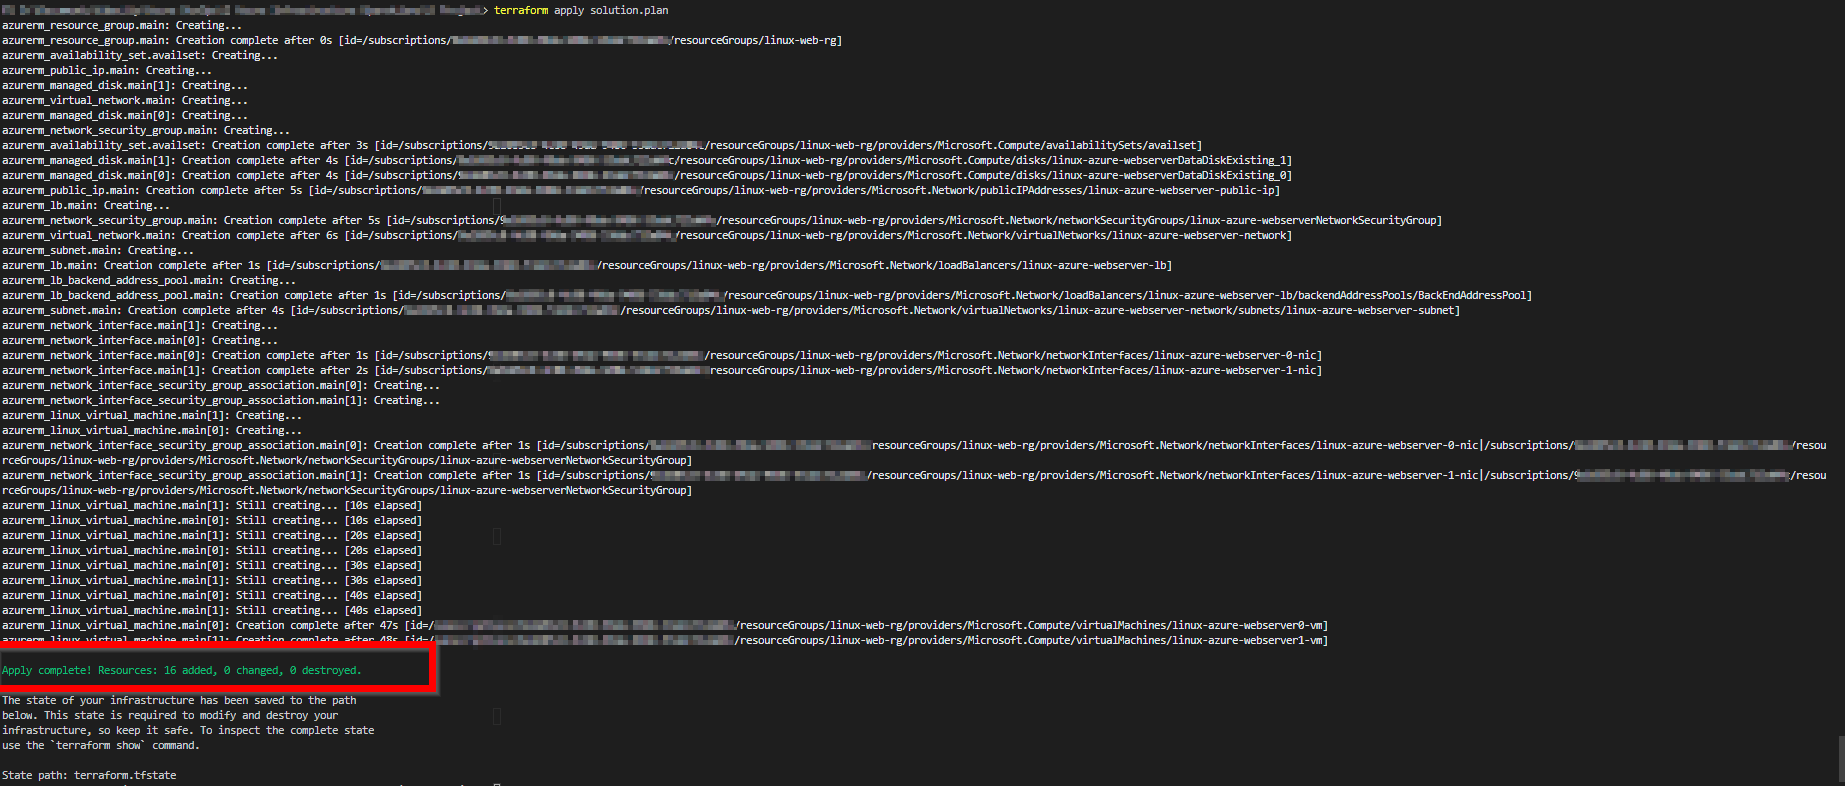 > terraform apply solution.plan
azurerm_resource_group.main: Creating...
azurerm_resource_group.main: Creation complete after 0s [id=/subscriptions/ /resourceGroups/linux-web-rg]
azurerm_availability_set.availset: Creating...
azurerm_public_ip.main: Creating...
azurerm_managed_disk.main[1]: Creating...
azurerm_virtual_network.main: Creating...
azurerm_managed_disk.main[0]: Creating...
azurerm_network_security_group.main: Creating...
azurerm_availability_set.availset: Creation complete after 3s [id=/subscriptions/ /resourceGroups/linux-web-rg/providers/Microsoft.Compute/availabilitySets/availset]
azurerm_managed_disk.main[1]: Creation complete after 4s [id=/subscriptions/ /resourceGroups/linux-web-rg/providers/Microsoft.Compute/disks/linux-azure-webserverDataDiskExisting_1]
azurerm_managed_disk.main[0]: Creation complete after 4s [id=/subscriptions/ /resourceGroups/linux-web-rg/providers/Microsoft.Compute/disks/linux-azure-webserverDataDiskExisting_0]
azurerm_public_ip.main: Creation complete after 5s [id=/subscriptions/ /resourceGroups/linux-web-rg/providers/Microsoft.Network/publicIPAddresses/linux-azure-webserver-public-ip]
azurerm_lb.main: Creating...
azurerm_network_security_group.main: Creation complete after 5s [id=/subscriptions/ /resourceGroups/linux-web-rg/providers/Microsoft.Network/networkSecurityGroups/linux-azure-webserverNetworkSecurityGroup]
azurerm_virtual_network.main: Creation complete after 6s [id=/subscriptions/ /resourceGroups/linux-web-rg/providers/Microsoft.Network/virtualNetworks/linux-azure-webserver-network]
azurerm_subnet.main: Creating...
azurerm_lb.main: Creation complete after 1s [id=/subscriptions/ /resourceGroups/linux-web-rg/providers/Microsoft.Network/loadBalancers/linux-azure-webserver-lb]
azurerm_lb_backend_address_pool.main: Creating...
azurerm_lb_backend_address_pool.main: Creation complete after 1s [id=/subscriptions/ /resourceGroups/linux-web-rg/providers/Microsoft.Network/loadBalancers/linux-azure-webserver-lb/backendAddressPools/BackEndAddressPool]
azurerm_subnet.main: Creation complete after 4s [id=/subscriptions/ /resourceGroups/linux-web-rg/providers/Microsoft.Network/virtualNetworks/linux-azure-webserver-network/subnets/linux-azure-webserver-subnet]
azurerm_network_interface.main[1]: Creating...
azurerm_network_interface.main[0]: Creating...
azurerm_network_interface.main[0]: Creation complete after 1s [id=/subscriptions/ /resourceGroups/linux-web-rg/providers/Microsoft.Network/networkInterfaces/linux-azure-webserver-0-nic]
azurerm_network_interface.main[1]: Creation complete after 2s [id=/subscriptions/ resourceGroups/linux-web-rg/providers/Microsoft.Network/networkInterfaces/linux-azure-webserver-1-nic]
azurerm_network_interface_security_group_association.main[0]: Creating...
azurerm_network_interface_security_group_association.main[1]: Creating...
azurerm_linux_virtual_machine.main[1]: Creating...
azurerm_linux_virtual_machine.main[0]: Creating...
azurerm_network_interface_security_group_association.main[0]: Creation complete after 1s [id=/subscriptions/ resourceGroups/linux-web-rg/providers/Microsoft.Network/networkInterfaces/linux-azure-webserver-0-nic|/subscriptions/ /resou
rceGroups/linux-web-rg/providers/Microsoft.Network/networkSecurityGroups/linux-azure-webserverNetworkSecurityGroup]
azurerm_network_interface_security_group_association.main[1]: Creation complete after 1s [id=/subscriptions/ /resourceGroups/linux-web-rg/providers/Microsoft.Network/networkInterfaces/linux-azure-webserver-1-nic|/subscriptions/ /resou
rceGroups/linux-web-rg/providers/Microsoft.Network/networkSecurityGroups/linux-azure-webserverNetworkSecurityGroup]
azurerm_linux_virtual_machine.main[1]: Still creating... [10s elapsed]
azurerm_linux_virtual_machine.main[0]: Still creating... [10s elapsed]
azurerm_linux_virtual_machine.main[1]: Still creating... [20s elapsed]
azurerm_linux_virtual_machine.main[0]: Still creating... [20s elapsed]
azurerm_linux_virtual_machine.main[0]: Still creating... [30s elapsed]
azurerm_linux_virtual_machine.main[1]: Still creating... [30s elapsed]
azurerm_linux_virtual_machine.main[0]: Still creating... [40s elapsed]
azurerm_linux_virtual_machine.main[1]: Still creating... [40s elapsed]
azurerm_linux_virtual_machine.main[0]: Creation complete after 47s [id=/ /resourceGroups/linux-web-rg/providers/Microsoft.Compute/virtualMachines/linux-azure-webserver0-vm]
azurerm_linux_virtual_machine.main[1]: Creation complete after 48s [id=/ /resourceGroups/linux-web-rg/providers/Microsoft.Compute/virtualMachines/linux-azure-webserver1-vm]
Apply complete! Resources: 16 added, 0 changed, 0 destroyed.
The state of your infrastructure has been saved to the path
below. This state is required to modify and destroy your
infrastructure, so keep it safe. To inspect the complete state
use the `terraform show` command.
State path: terraform.tfstate